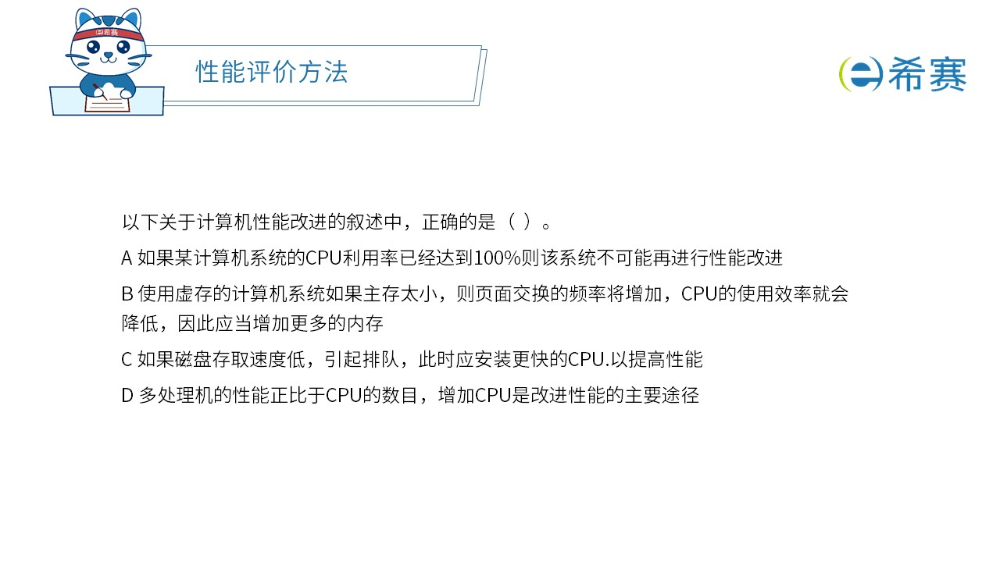 希赛
性能评价方法
希赛
以下关于计算机性能改进的叙述中，正确的是（ ）。
A 如果某计算机系统的CPU利用率已经达到100%则该系统不可能再进行性能改进
B 使用虚存的计算机系统如果主存太小，则页面交换的频率将增加，CPU的使用效率就会
降低，因此应当增加更多的内存
C 如果磁盘存取速度低，引起排队，此时应安装更快的CPU.以提高性能
D 多处理机的性能正比于CPU的数目，增加CPU是改进性能的主要途径